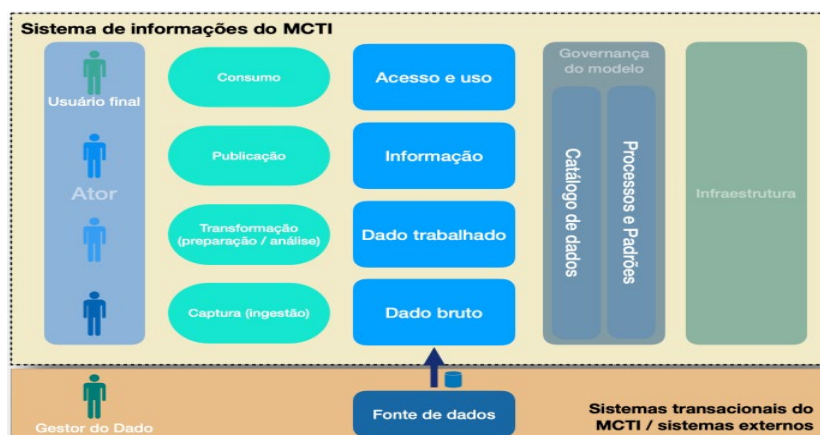 Sistema de informações do MCTI
Usuário final
Ator
Consumo
Publicação
Transformação
(preparação / análise)
Captura (ingestão)
Acesso e uso
Informação
Dado trabalhado
Dado bruto
Governança
do modelo
Catálogo de dados
Processos e Padrões
Infraestrutura
Gestor do Dado
Fonte de dados
Sistemas transacionais do
MCTI / sistemas externos